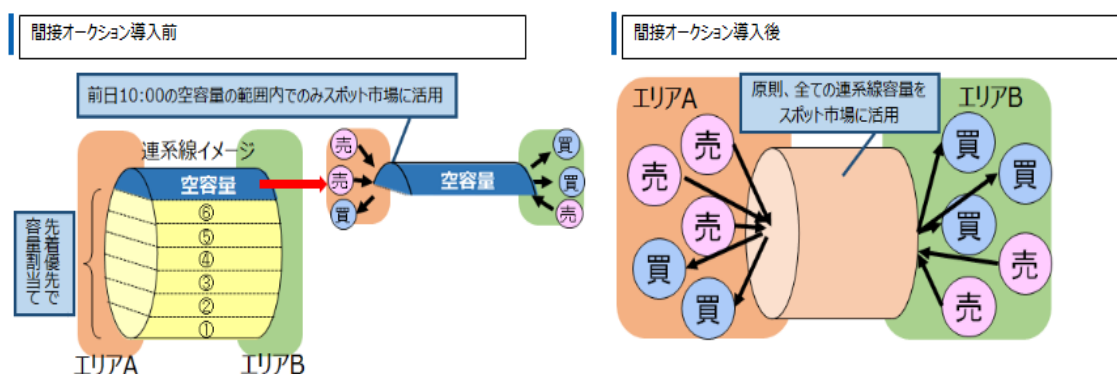 間接オークション導入前
前日10:00の空容量の範囲内でのみスポット市場に活用
連系線イメージ
空容量
⑥
⑤
④
③
②
①
先着優先で
容量割当て
エリアA
エリアB
売
売
買
空容量
買
買
売
間接オークション導入後
エリアA
原則、全ての連系線容量を
スポット市場に活用
エリアB
売
売
売
買
買
買
買
買
売
売